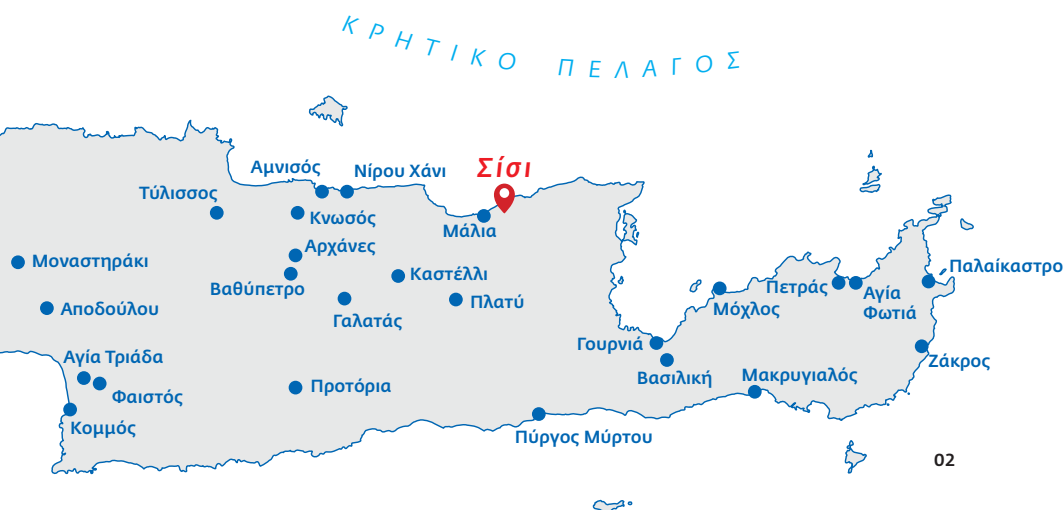 ΚΡΗΤΙΚΟ ΠΕΛΑΓΟΣ
Σίσι
Αμνισός
Νίρου Χάνι
Τύλισσος
Κνωσός
Μάλια
Αρχάνες
Μοναστηράκι
Βαθύπετρο
Καστέλλι
Παλαίκαστρο
Αποδούλου
Γαλατάς
Πλατύ
Μόχλος
Πετράς
Αγία
Φωτιά
Γουρνιά
Ζάκρος
Αγία Τριάδα
Φαιστός
Προτόρια
Βασιλική
Μακρυγιαλός
Κομμός
Πύργος Μύρτου
02